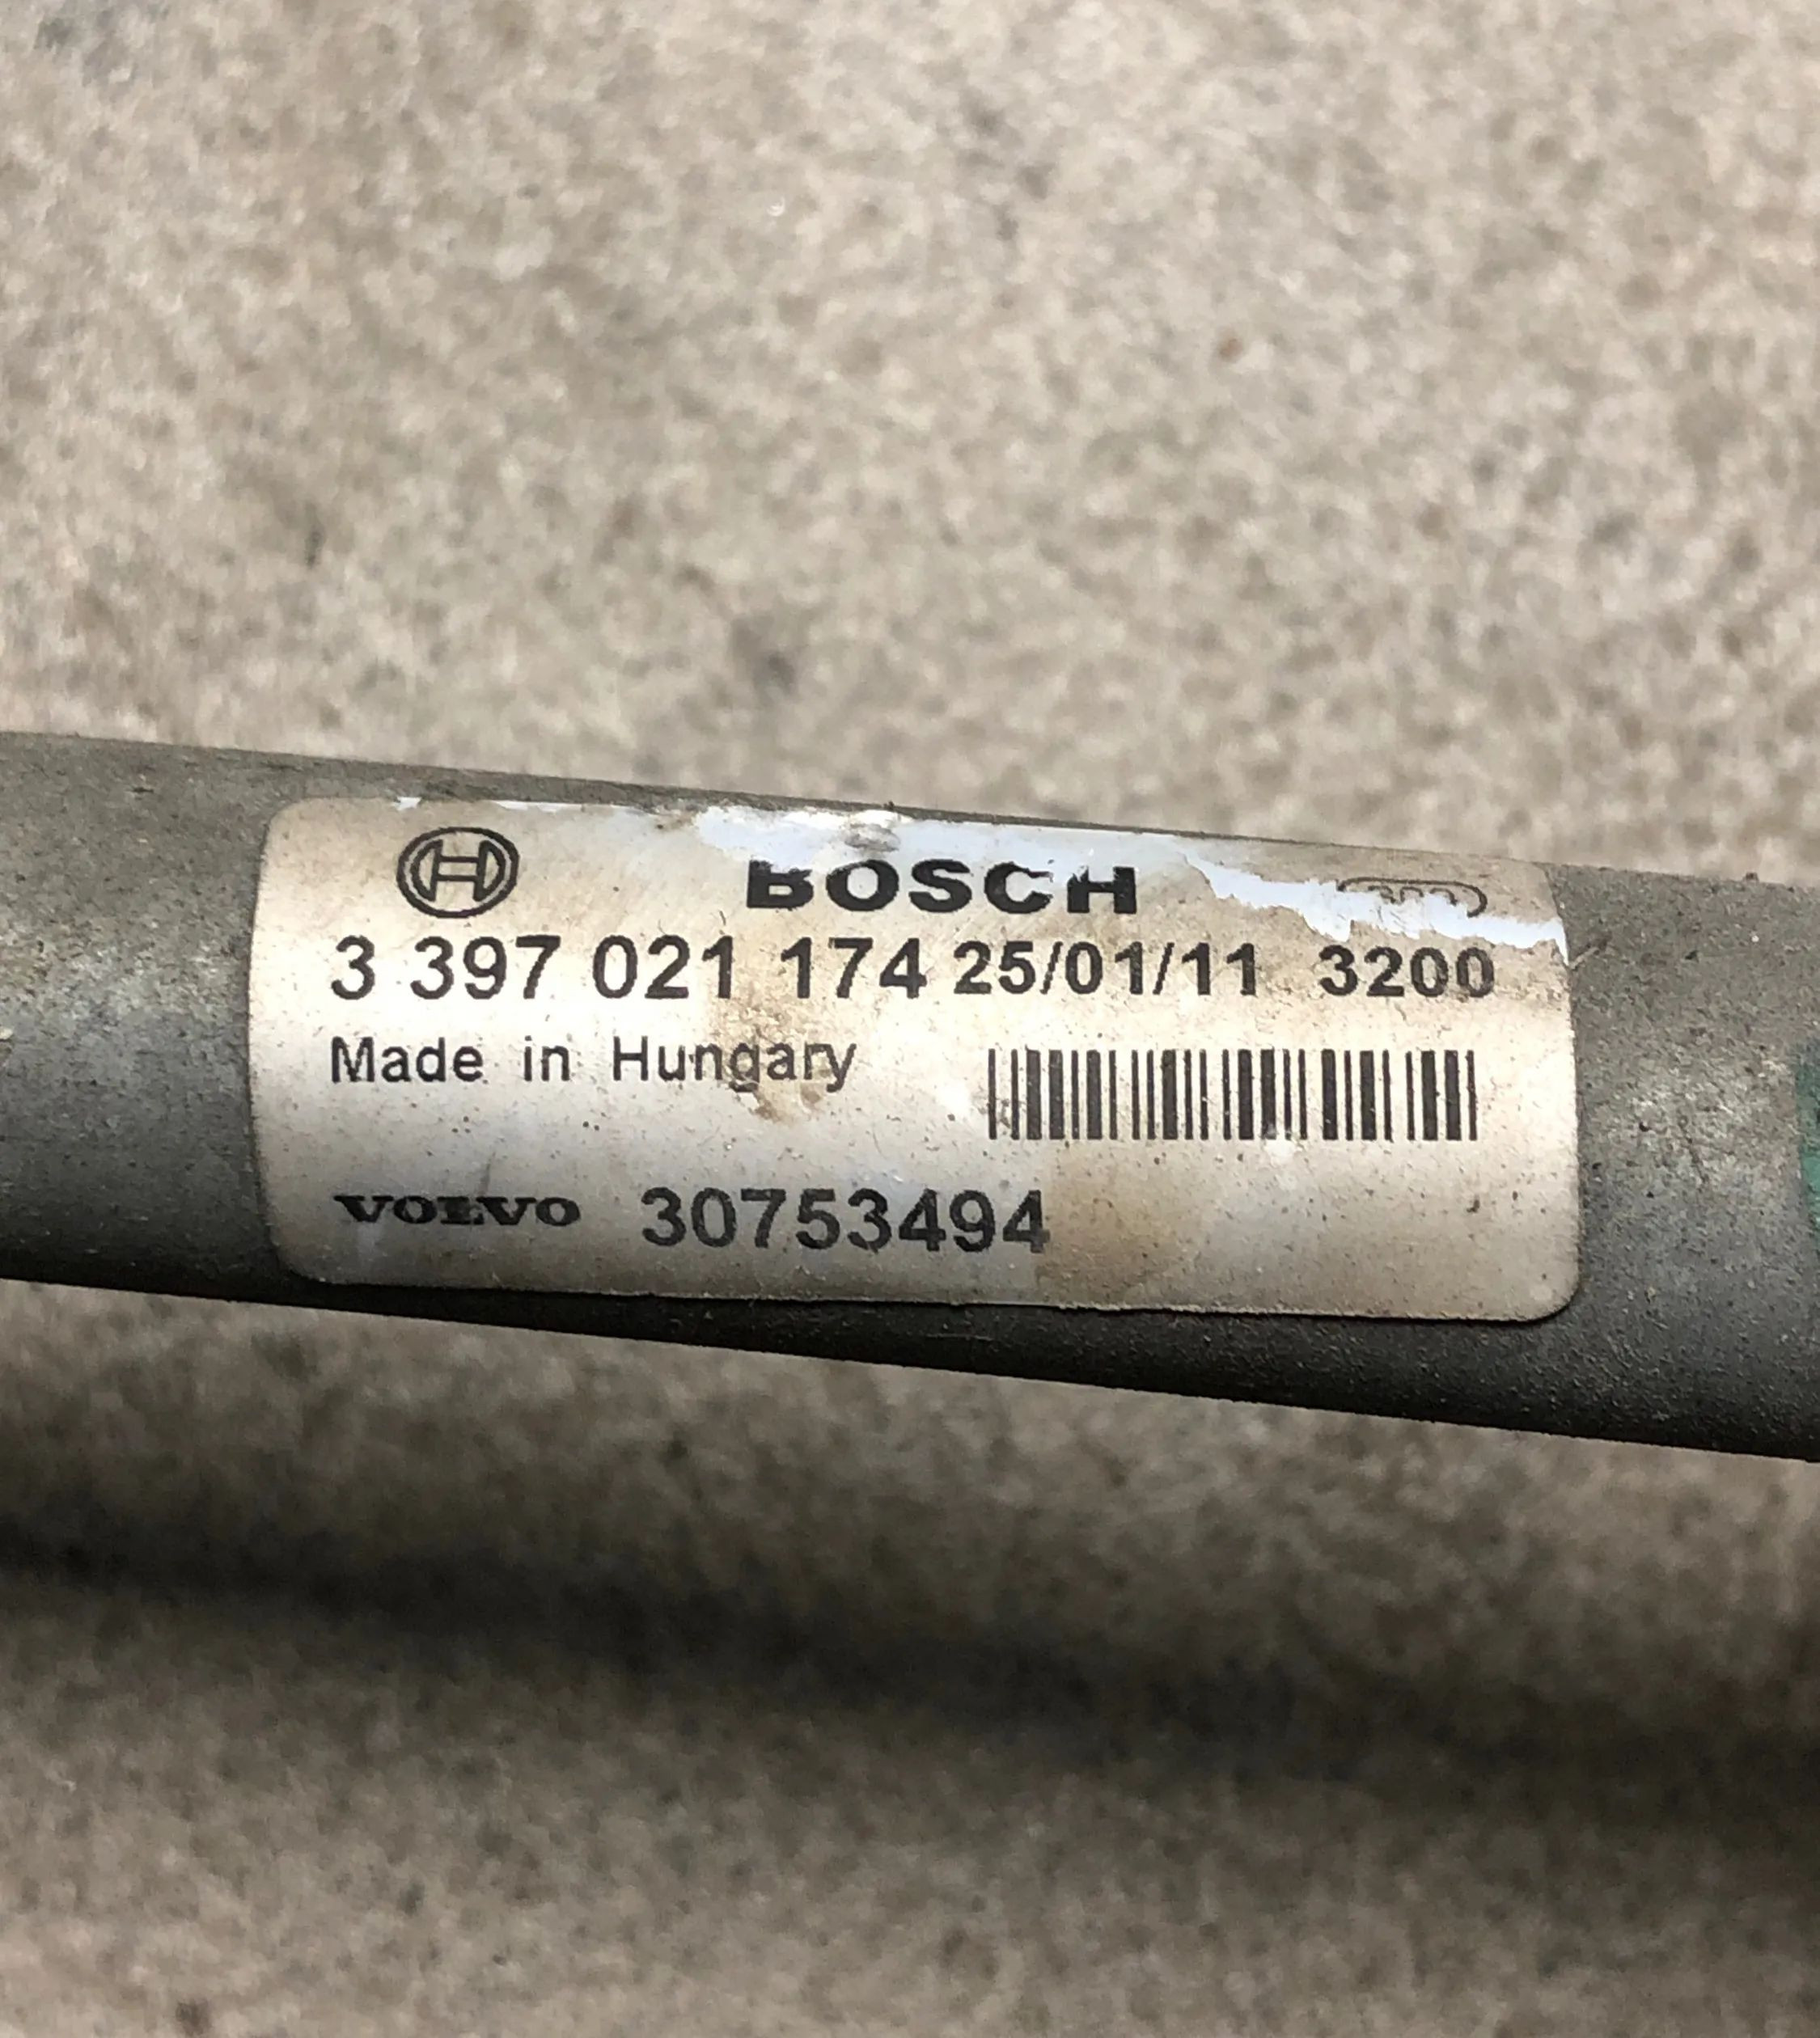 BOSCH
3 397 021 174 25/01/11 3200
Made in Hungary
VOLVO 30753494